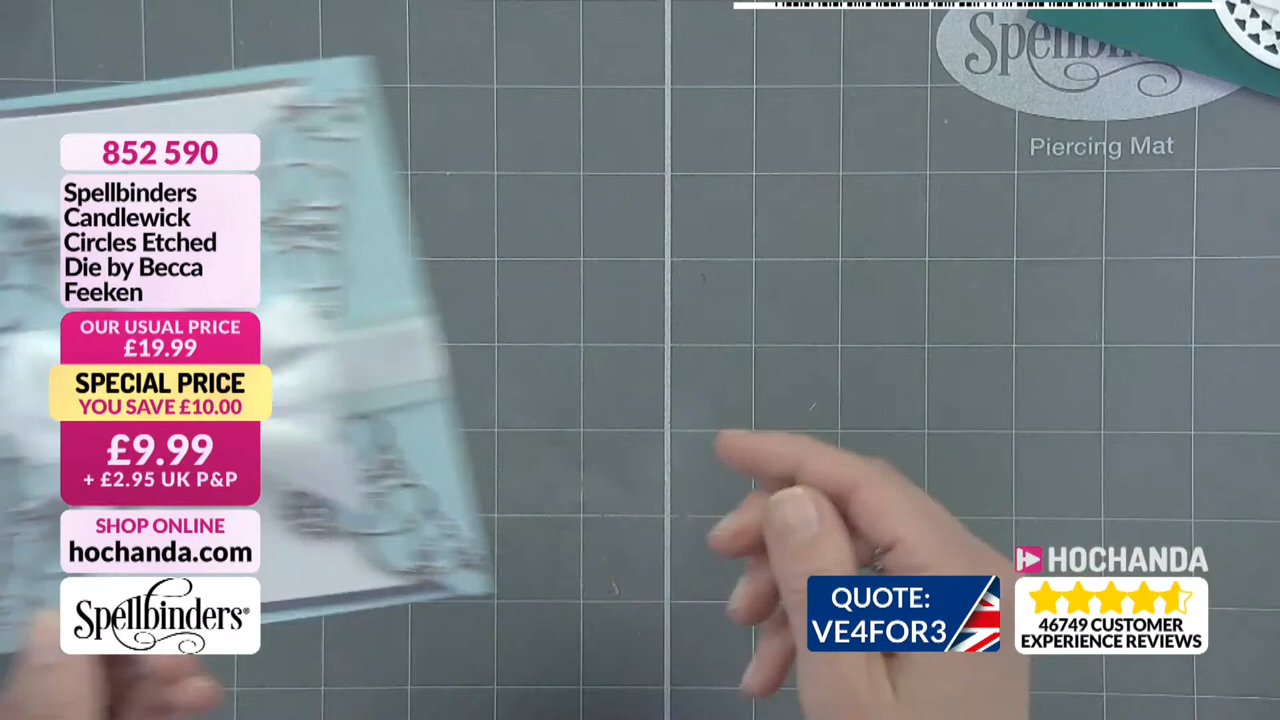 Spellbinders
Piercing Mat
852 590
Spellbinders
Candlewick
Circles Etched
Die by Becca
Feeken
OUR USUAL PRICE
£19.99
SPECIAL PRICE
YOU SAVE £10.00
£9.99
+ £2.95 UK P&P
SHOP ONLINE
hochanda.com
Spellbinders®
QUOTE:
VE4FOR3
HOCHANDA
46749 CUSTOMER
EXPERIENCE REVIEWS